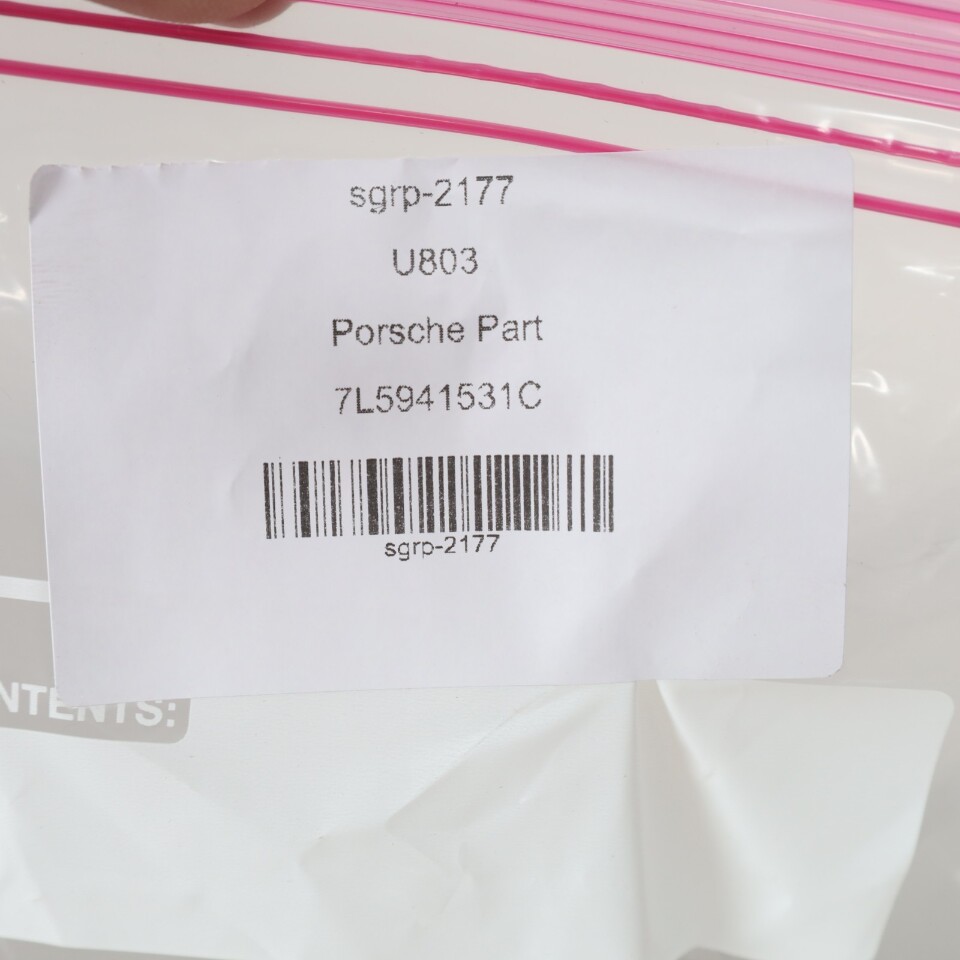 sgrp-2177
U803
Porsche Part
7L5941531C
sgrp-2177
NTENTS: